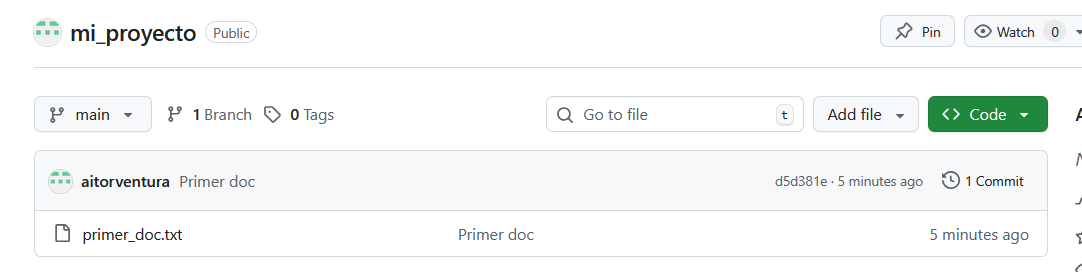 mi_proyecto Public Pin Watch 0
main 1 Branch 0 Tags Go to file t Add file Code
aitorventura Primer doc d5d381e · 5 minutes ago 1 Commit
primer_doc.txt Primer doc 5 minutes ago